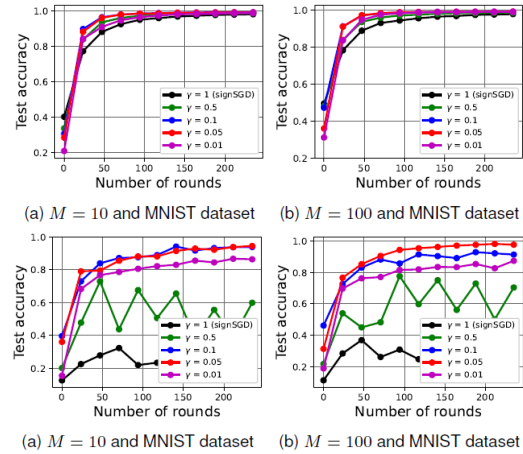 1.0
0.8
0.6
0.4
0.2
Test accuracy
0 50 100 150 200
Number of rounds
γ = 1 (signSGD)
γ = 0.5
γ = 0.1
γ = 0.05
γ = 0.01
(a) M = 10 and MNIST dataset
1.0
0.8
0.6
0.4
0.2
Test accuracy
0 50 100 150 200
Number of rounds
γ = 1 (signSGD)
γ = 0.5
γ = 0.1
γ = 0.05
γ = 0.01
(b) M = 100 and MNIST dataset
1.0
0.8
0.6
0.4
0.2
Test accuracy
0 50 100 150 200
Number of rounds
γ = 1 (signSGD)
γ = 0.5
γ = 0.1
γ = 0.05
γ = 0.01
(a) M = 10 and MNIST dataset
1.0
0.8
0.6
0.4
0.2
Test accuracy
0 50 100 150 200
Number of rounds
γ = 1 (signSGD)
γ = 0.5
γ = 0.1
γ = 0.05
γ = 0.01
(b) M = 100 and MNIST dataset